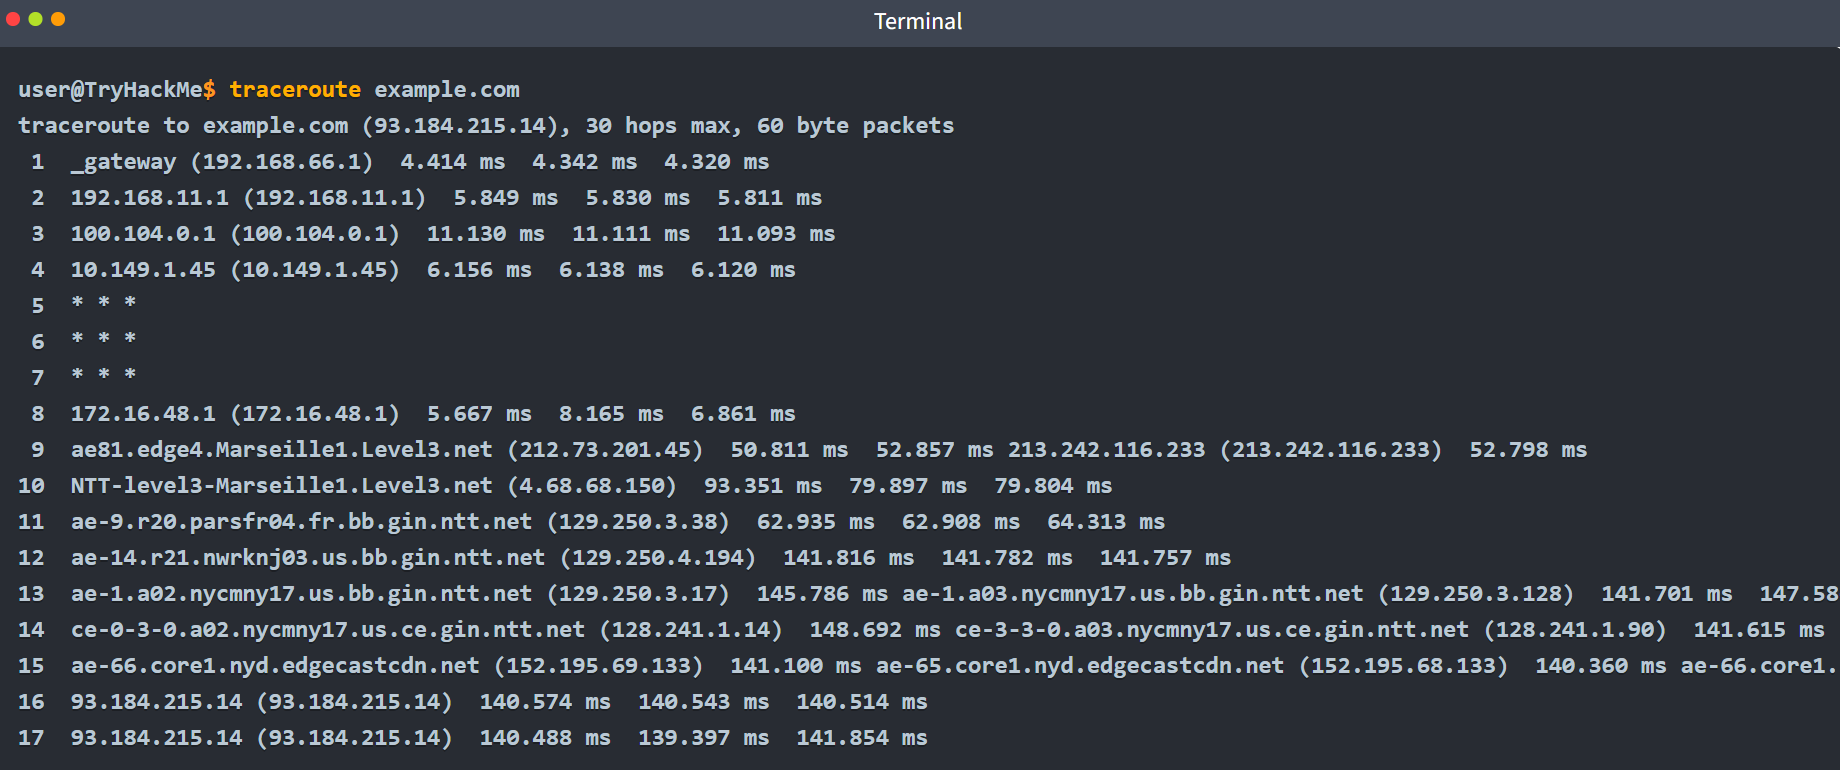 Terminal
user@TryHackMe$ traceroute example.com
traceroute to example.com (93.184.215.14), 30 hops max, 60 byte packets
 1  _gateway (192.168.66.1)  4.414 ms  4.342 ms  4.320 ms
 2  192.168.11.1 (192.168.11.1)  5.849 ms  5.830 ms  5.811 ms
 3  100.104.0.1 (100.104.0.1)  11.130 ms  11.111 ms  11.093 ms
 4  10.149.1.45 (10.149.1.45)  6.156 ms  6.138 ms  6.120 ms
 5  * * *
 6  * * *
 7  * * *
 8  172.16.48.1 (172.16.48.1)  5.667 ms  8.165 ms  6.861 ms
 9  ae81.edge4.Marseille1.Level3.net (212.73.201.45)  50.811 ms  52.857 ms 213.242.116.233 (213.242.116.233)  52.798 ms
10  NTT-level3-Marseille1.Level3.net (4.68.68.150)  93.351 ms  79.897 ms  79.804 ms
11  ae-9.r20.parsfr04.fr.bb.gin.ntt.net (129.250.3.38)  62.935 ms  62.908 ms  64.313 ms
12  ae-14.r21.nwrknj03.us.bb.gin.ntt.net (129.250.4.194)  141.816 ms  141.782 ms  141.757 ms
13  ae-1.a02.nycmny17.us.bb.gin.ntt.net (129.250.3.17)  145.786 ms ae-1.a03.nycmny17.us.bb.gin.ntt.net (129.250.3.128)  141.701 ms  147.58
14  ce-0-3-0.a02.nycmny17.us.ce.gin.ntt.net (128.241.1.14)  148.692 ms ce-3-3-0.a03.nycmny17.us.ce.gin.ntt.net (128.241.1.90)  141.615 ms
15  ae-66.core1.nyd.edgecastcdn.net (152.195.69.133)  141.100 ms ae-65.core1.nyd.edgecastcdn.net (152.195.68.133)  140.360 ms ae-66.core1.
16  93.184.215.14 (93.184.215.14)  140.574 ms  140.543 ms  140.514 ms
17  93.184.215.14 (93.184.215.14)  140.488 ms  139.397 ms  141.854 ms